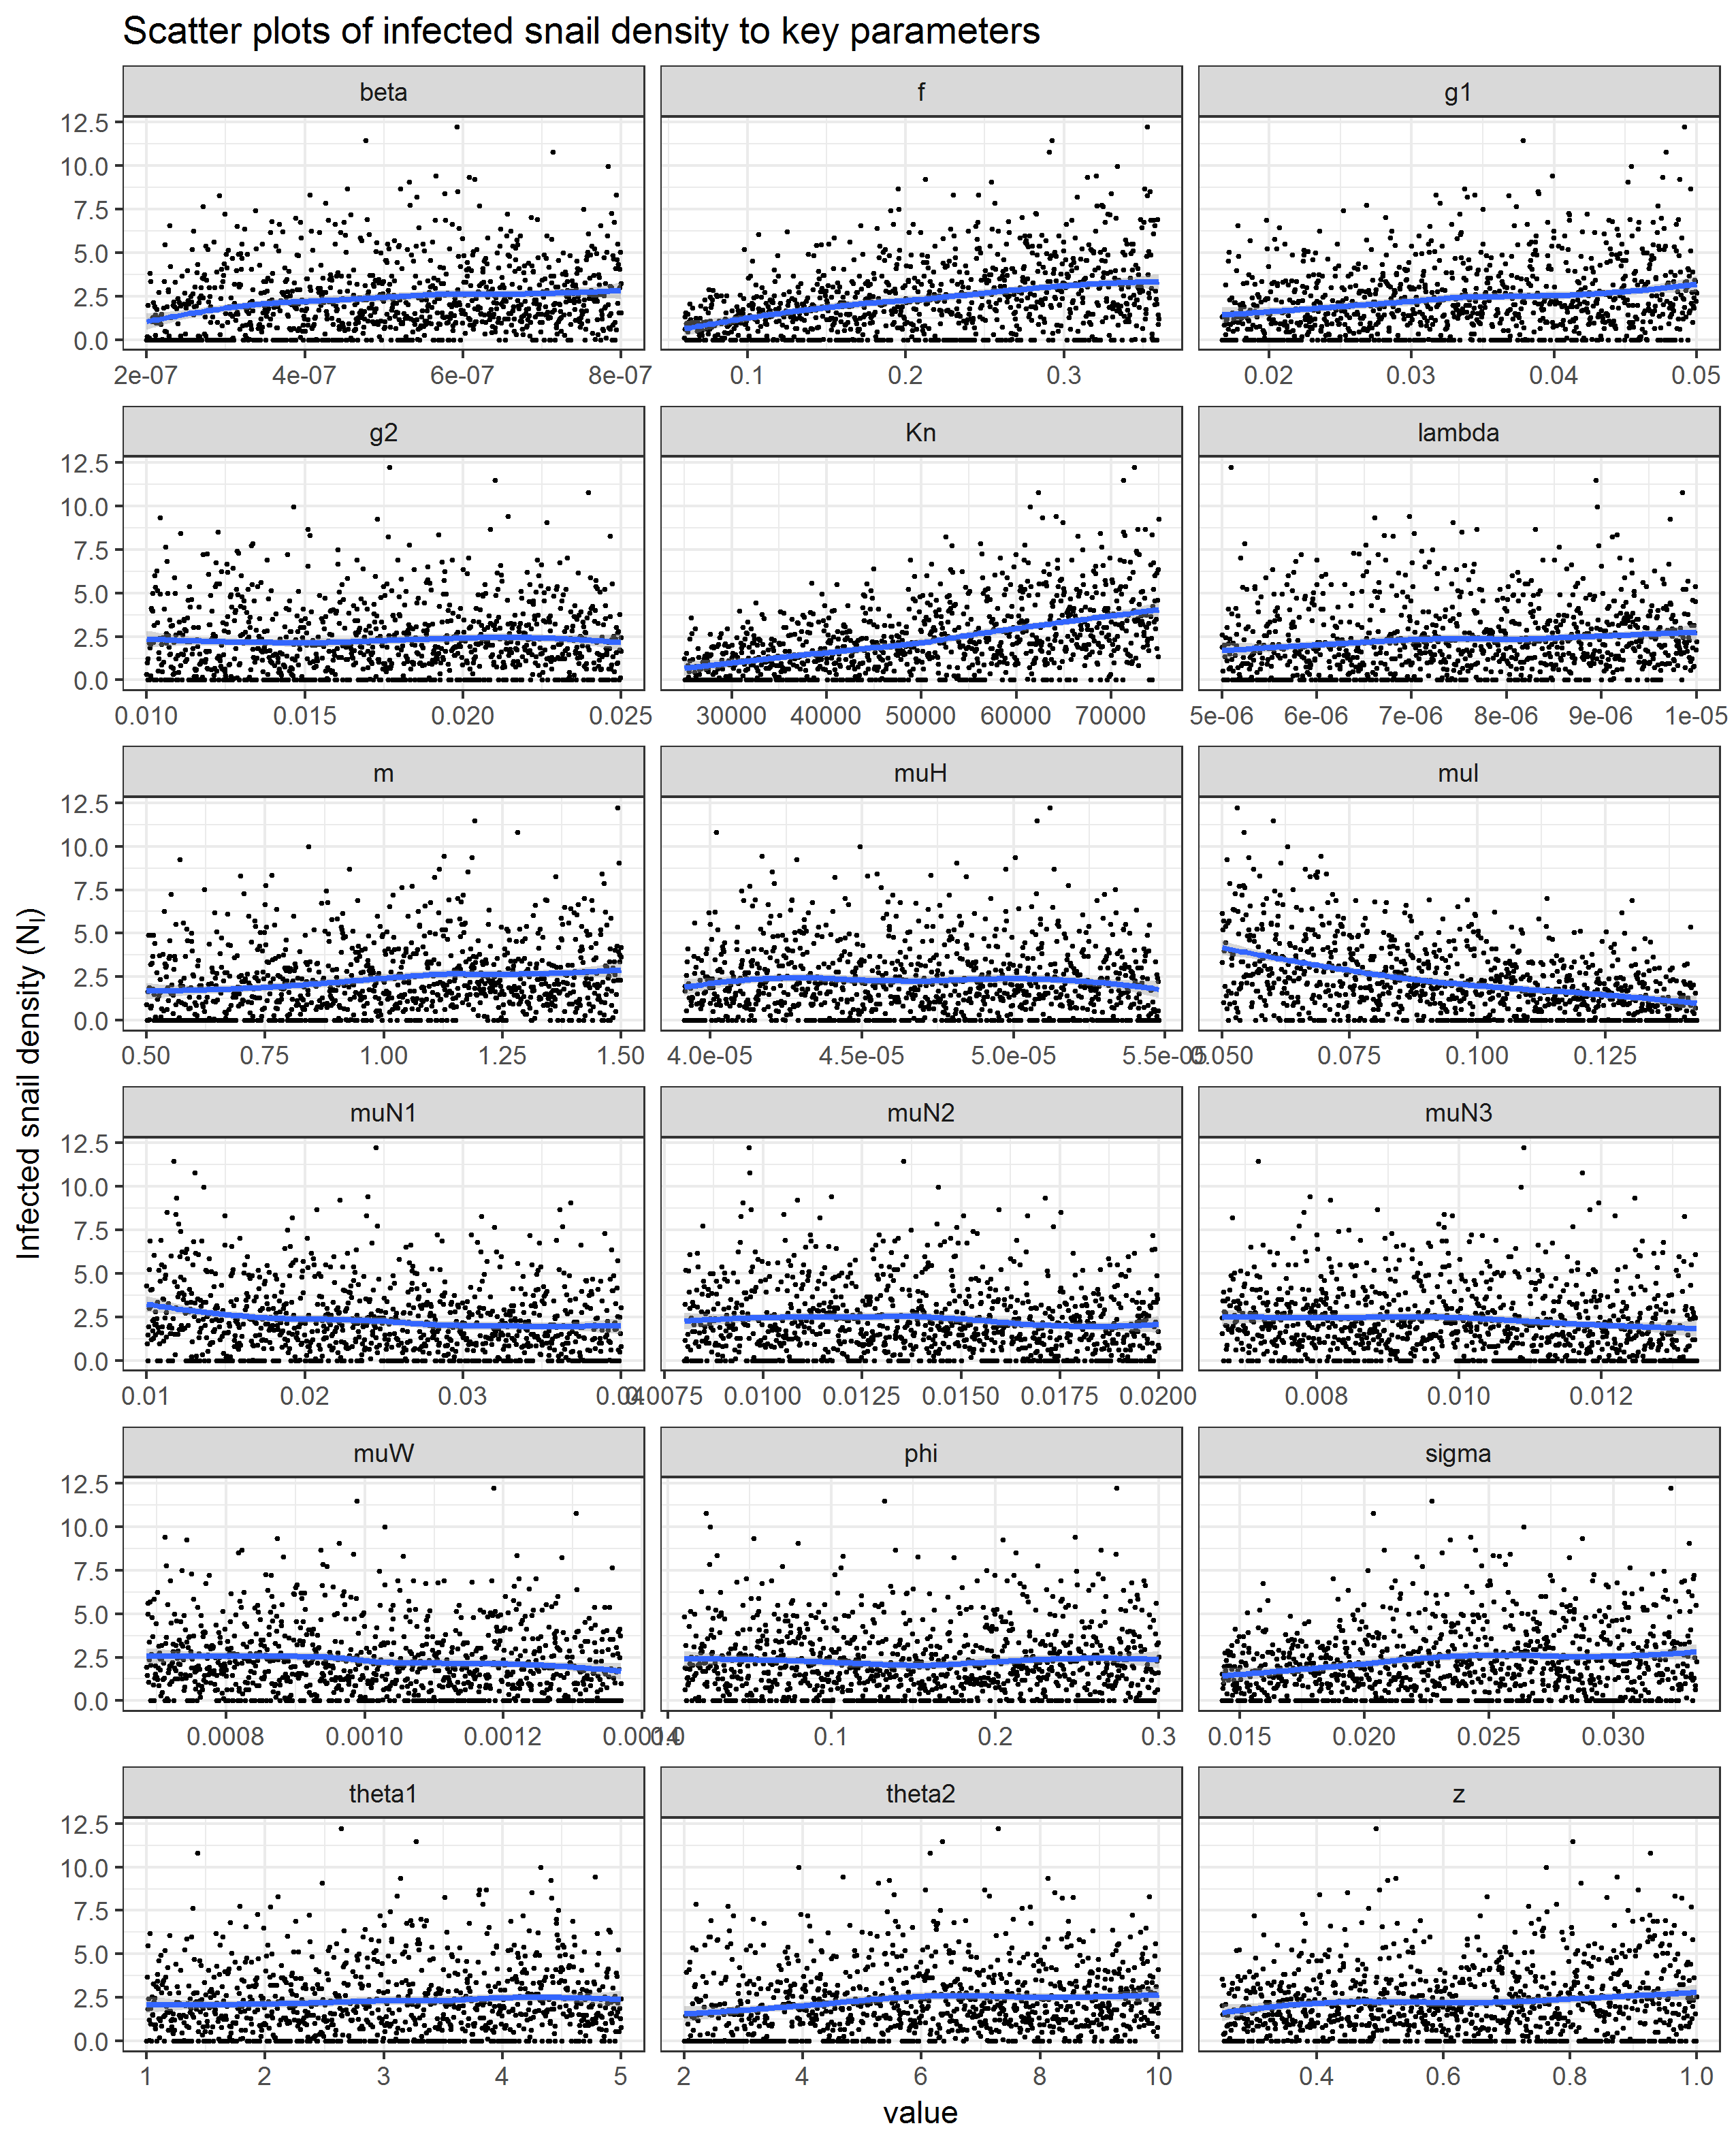 Scatter plots of infected snail density to key parameters
beta f g1
12.5
10.0
7.5
5.0
2.5
0.0
2e-07 4e-07 6e-07 8e-07 0.1 0.2 0.3 0.02 0.03 0.04 0.05
g2 Kn lambda
12.5
10.0
7.5
5.0
2.5
0.0
0.010 0.015 0.020 0.025 30000 40000 50000 60000 70000 5e-06 6e-06 7e-06 8e-06 9e-06 1e-05
m muH muI
12.5
10.0
7.5
5.0
2.5
0.0
0.50 0.75 1.00 1.25 1.50 4.0e-05 4.5e-05 5.0e-05 5.5e-05 0.050 0.075 0.100 0.125
Infected snail density (NI)
muN1 muN2 muN3
12.5
10.0
7.5
5.0
2.5
0.0
0.01 0.02 0.03 0.04 0.0075 0.0100 0.0125 0.0150 0.0175 0.0200 0.008 0.010 0.012
muW phi sigma
12.5
10.0
7.5
5.0
2.5
0.0
0.0008 0.0010 0.0012 0.0014 0.0 0.1 0.2 0.3 0.015 0.020 0.025 0.030
theta1 theta2 z
12.5
10.0
7.5
5.0
2.5
0.0
1 2 3 4 5 2 4 6 8 10 0.4 0.6 0.8 1.0
value